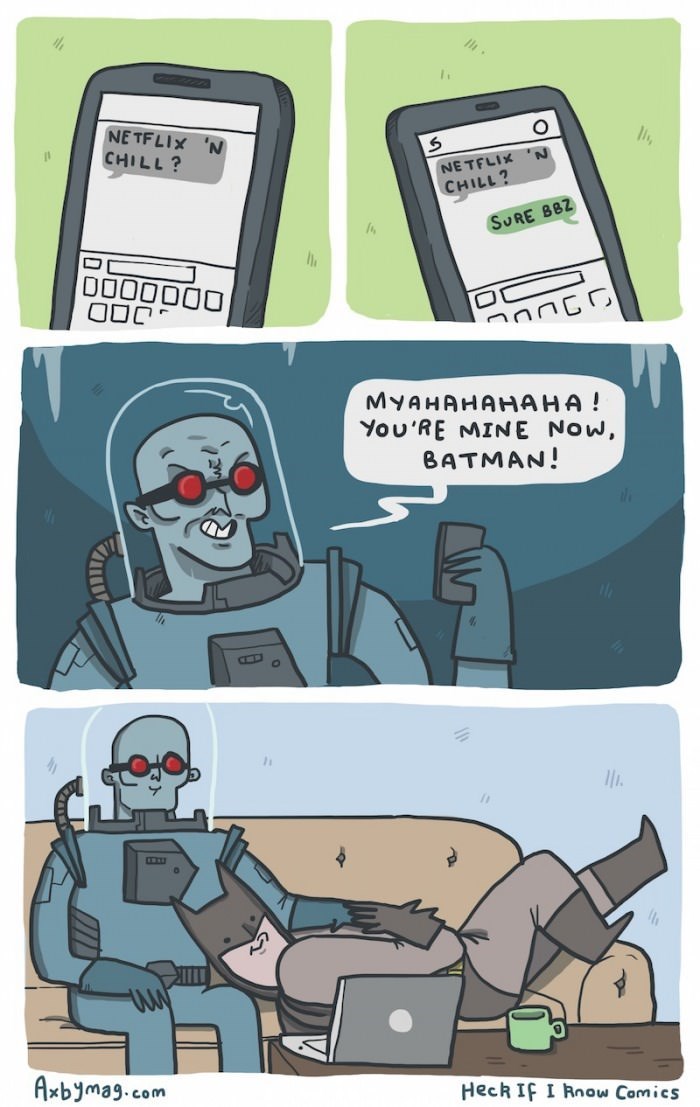 NETFLIX 'N
CHILL?
NETFLIX 'N
CHILL?
SURE BBZ
MYAHAHAHAHA!
YOU'RE MINE NOW,
BATMAN!
Axbymag.com
Heck If I Know Comics